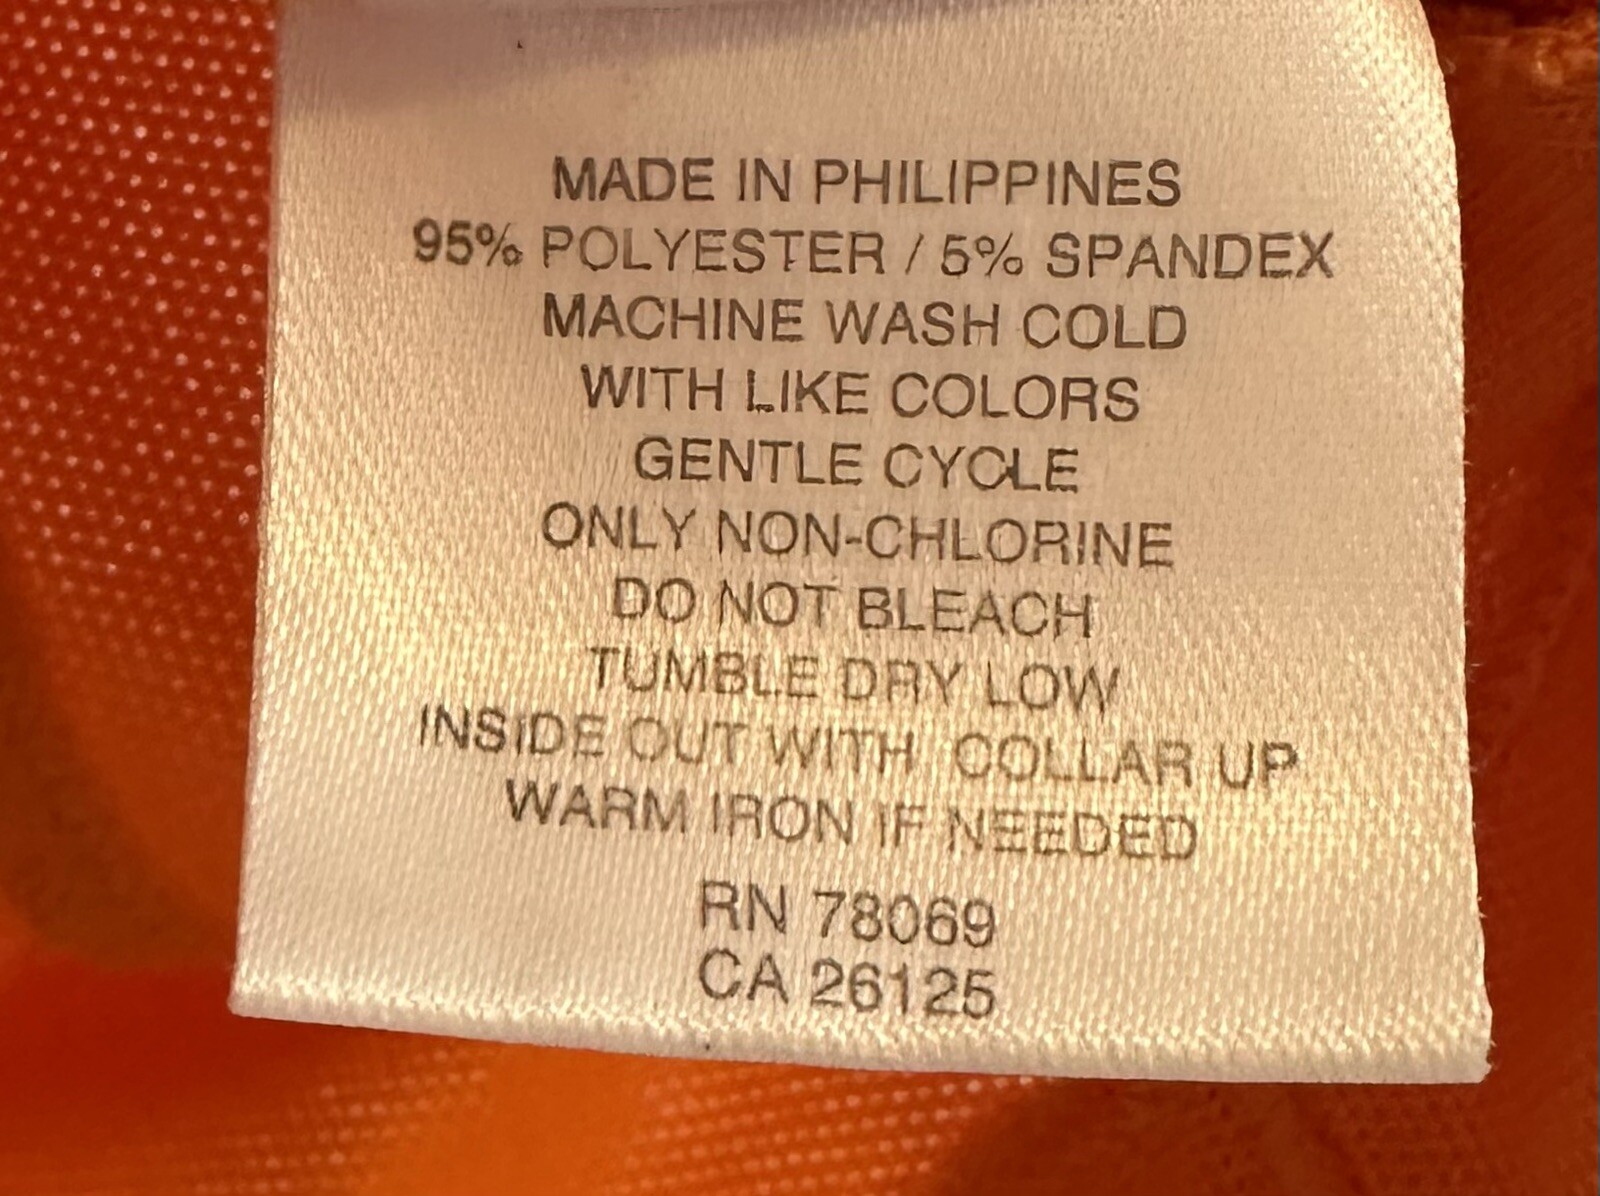 MADE IN PHILIPPINES
95% POLYESTER / 5% SPANDEX
MACHINE WASH COLD
WITH LIKE COLORS
GENTLE CYCLE
ONLY NON-CHLORINE
DO NOT BLEACH
TUMBLE DRY LOW
INSIDE OUT WITH COLLAR UP
WARM IRON IF NEEDED
RN 78069
CA 26125